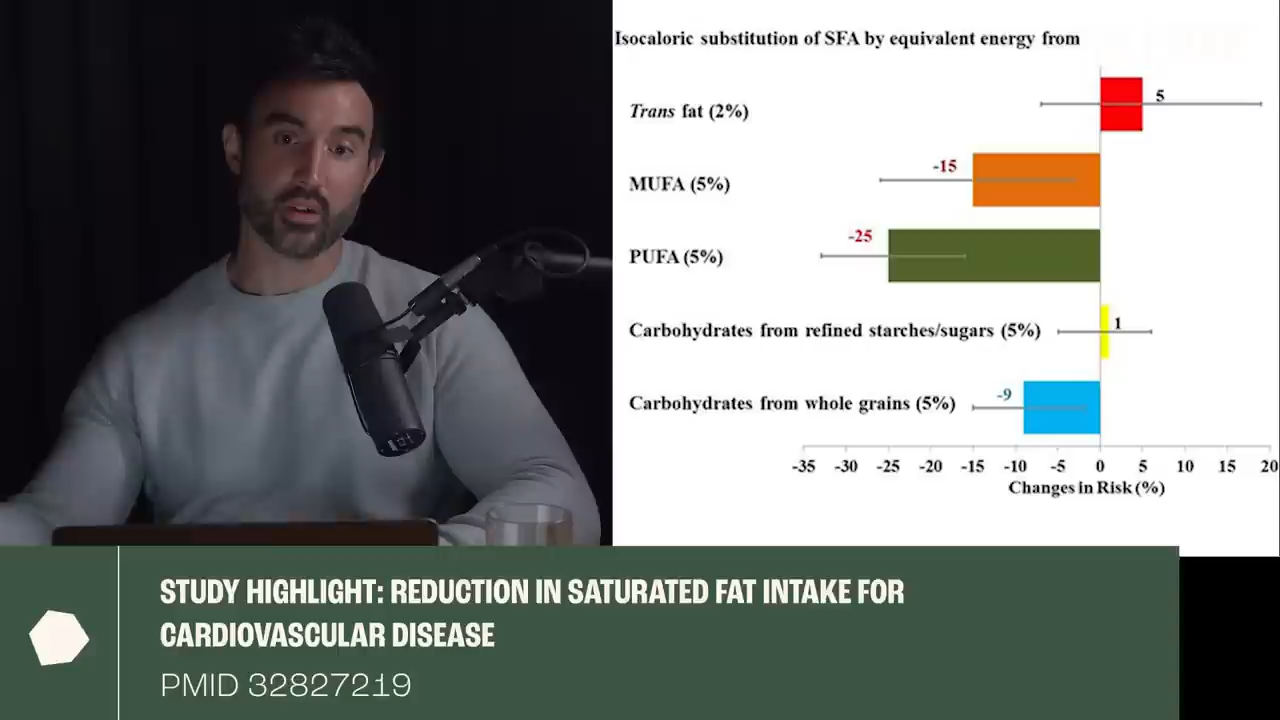 Isocaloric substitution of SFA by equivalent energy from
Trans fat (2%)
5
MUFA (5%)
-15
PUFA (5%)
-25
Carbohydrates from refined starches/sugars (5%)
1
Carbohydrates from whole grains (5%)
-9
-35 -30 -25 -20 -15 -10 -5 0 5 10 15 20
Changes in Risk (%)
STUDY HIGHLIGHT: REDUCTION IN SATURATED FAT INTAKE FOR
CARDIOVASCULAR DISEASE
PMID 32827219